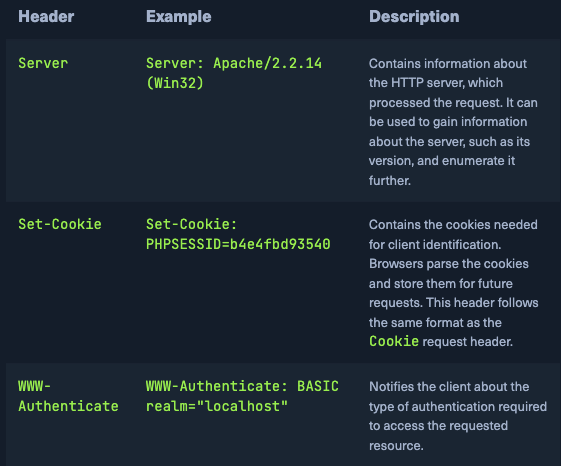 Header
Example
Description
Server
Server: Apache/2.2.14
(Win32)
Contains information about
the HTTP server, which
processed the request. It can
be used to gain information
about the server, such as its
version, and enumerate it
further.
Set-Cookie
Set-Cookie:
PHPSESSID=b4e4fbd93540
Contains the cookies needed
for client identification.
Browsers parse the cookies
and store them for future
requests. This header follows
the same format as the
Cookie request header.
WWW-
Authenticate
WWW-Authenticate: BASIC
realm="localhost"
Notifies the client about the
type of authentication required
to access the requested
resource.